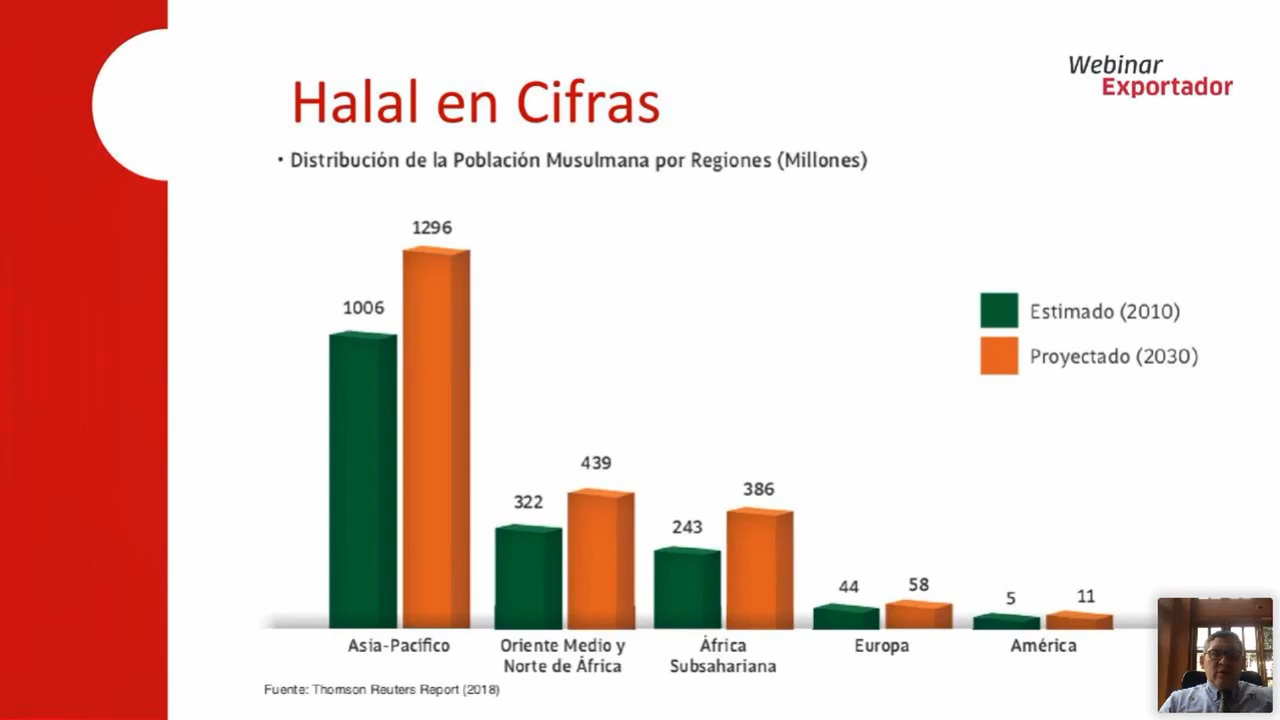 Webinar
Exportador
Halal en Cifras
• Distribución de la Población Musulmana por Regiones (Millones)
1296
1006
439
322
386
243
44
58
5
11
Estimado (2010)
Proyectado (2030)
Asia-Pacífico
Oriente Medio y
Norte de África
África
Subsahariana
Europa
América
Fuente: Thomson Reuters Report (2018)